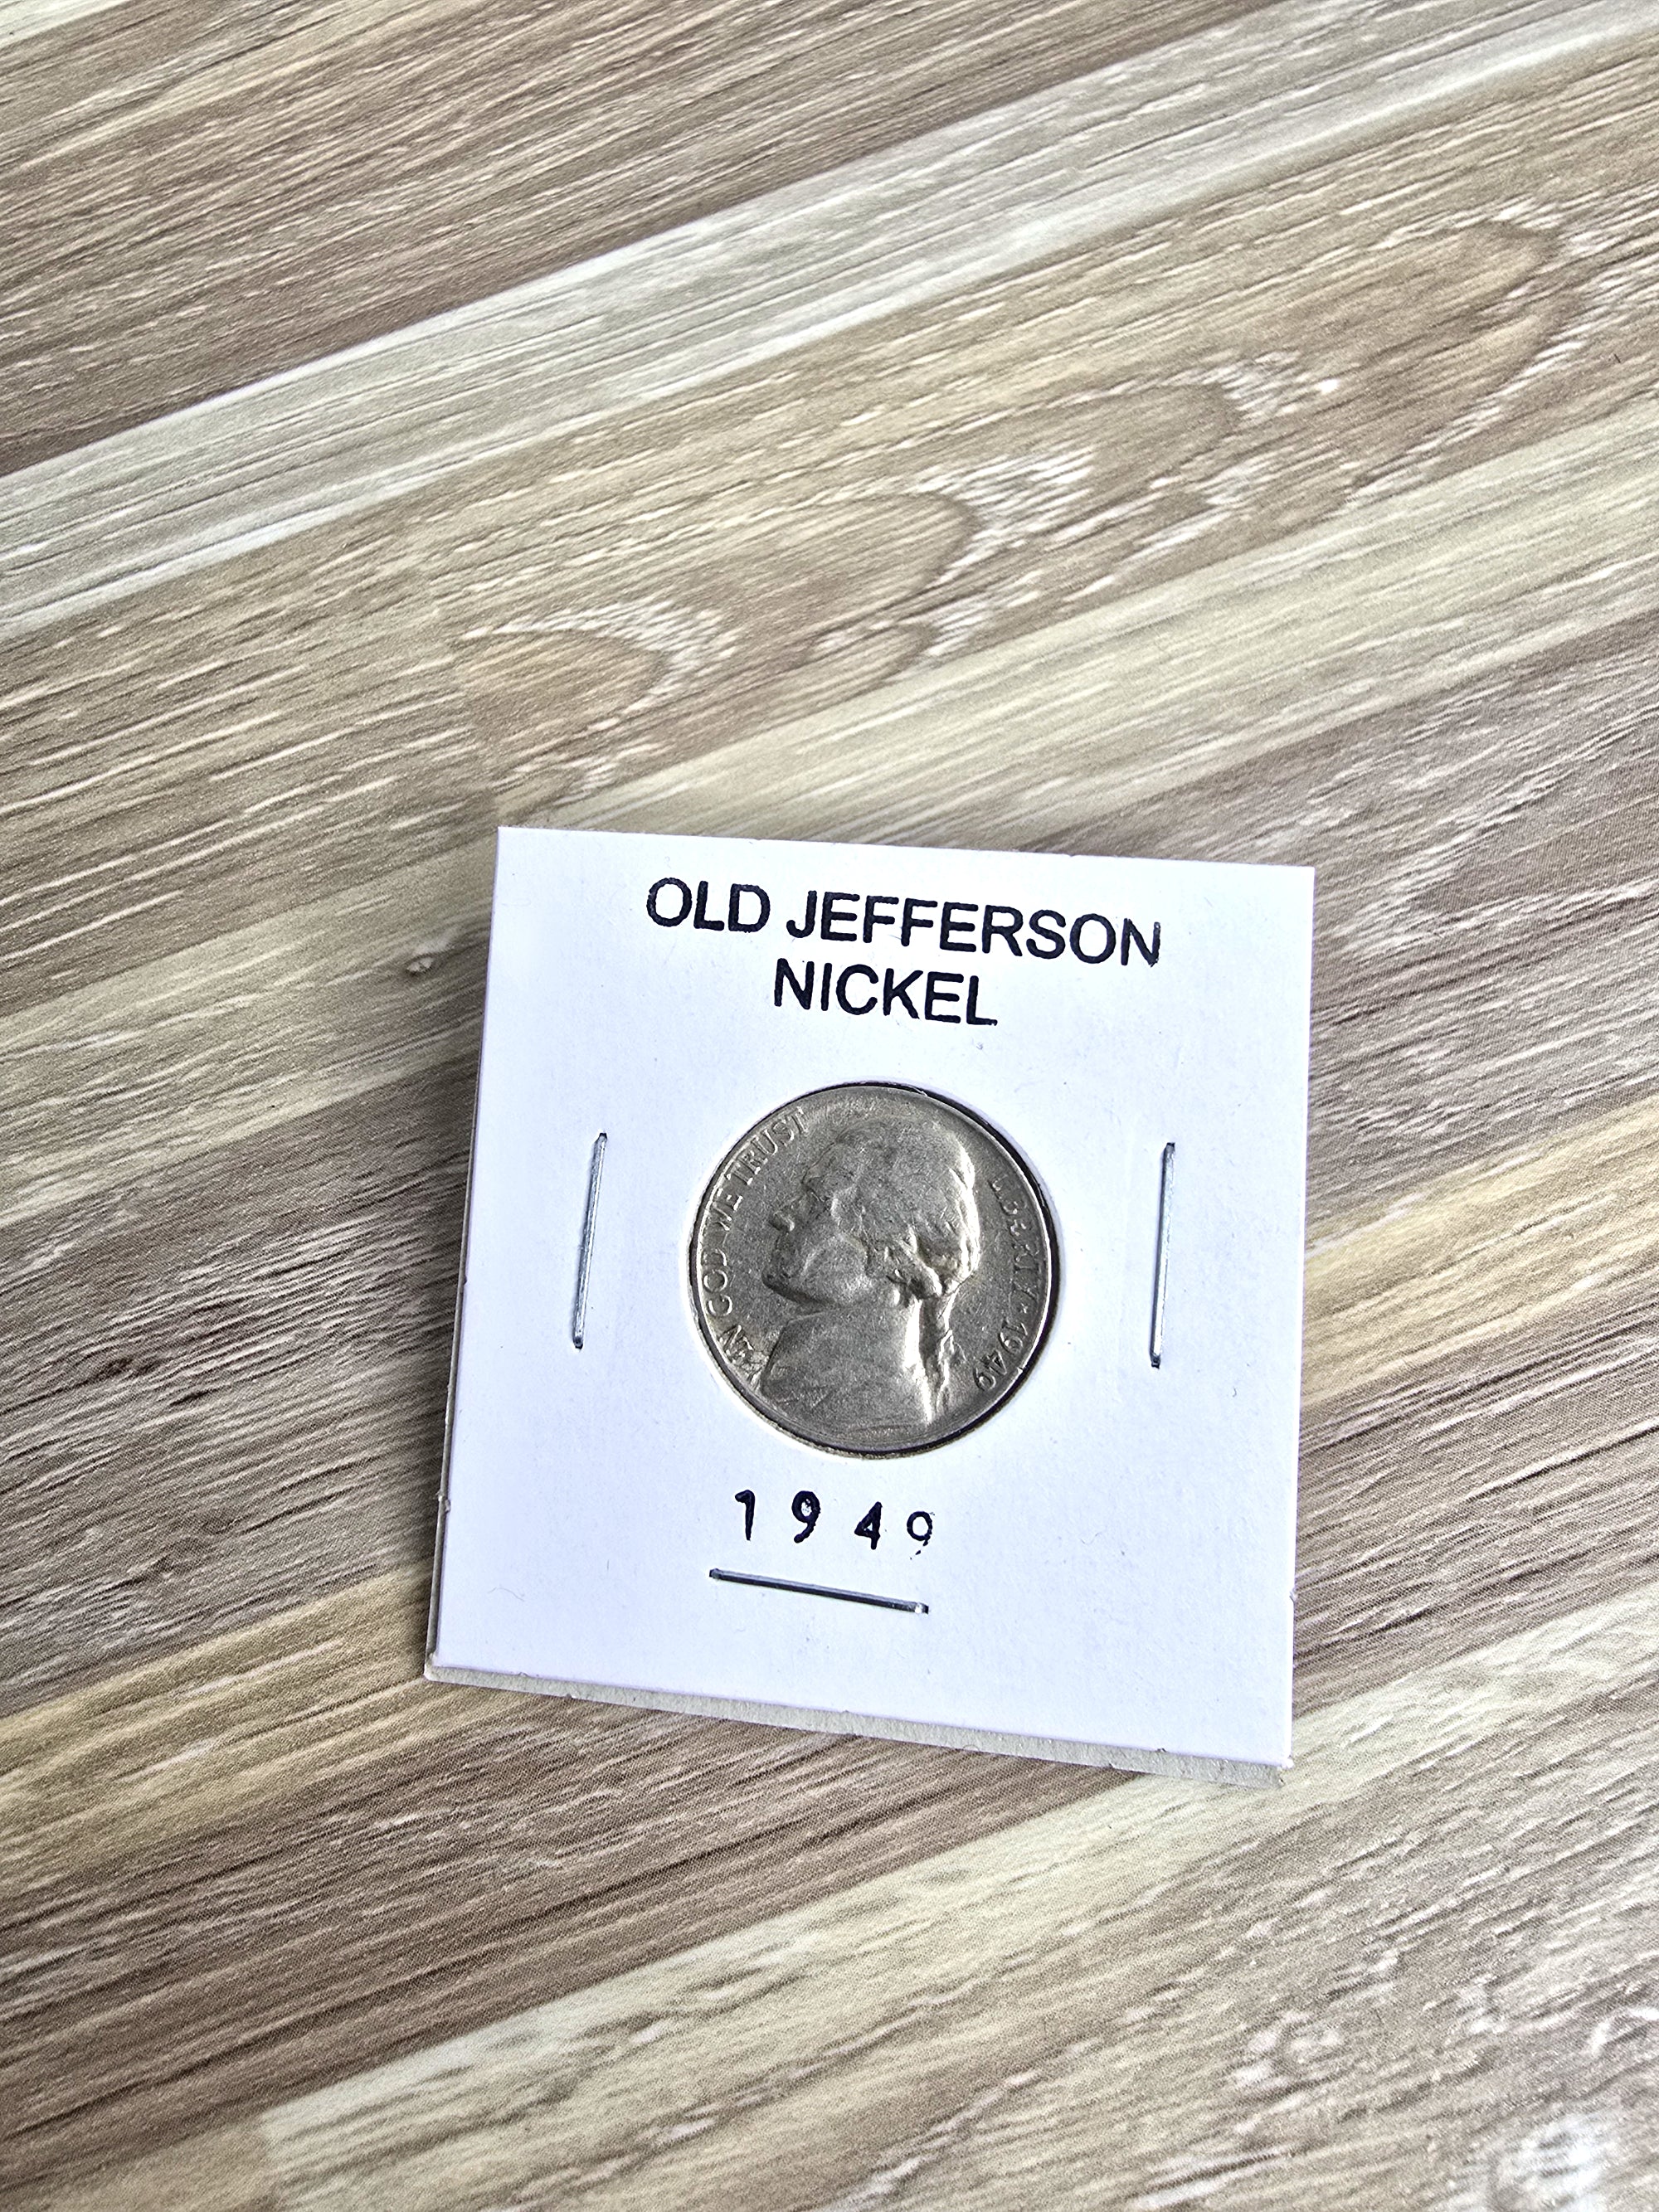 OLD JEFFERSON
NICKEL
IN GOD WE TRUST
LIBERTY ★ 1949
1949